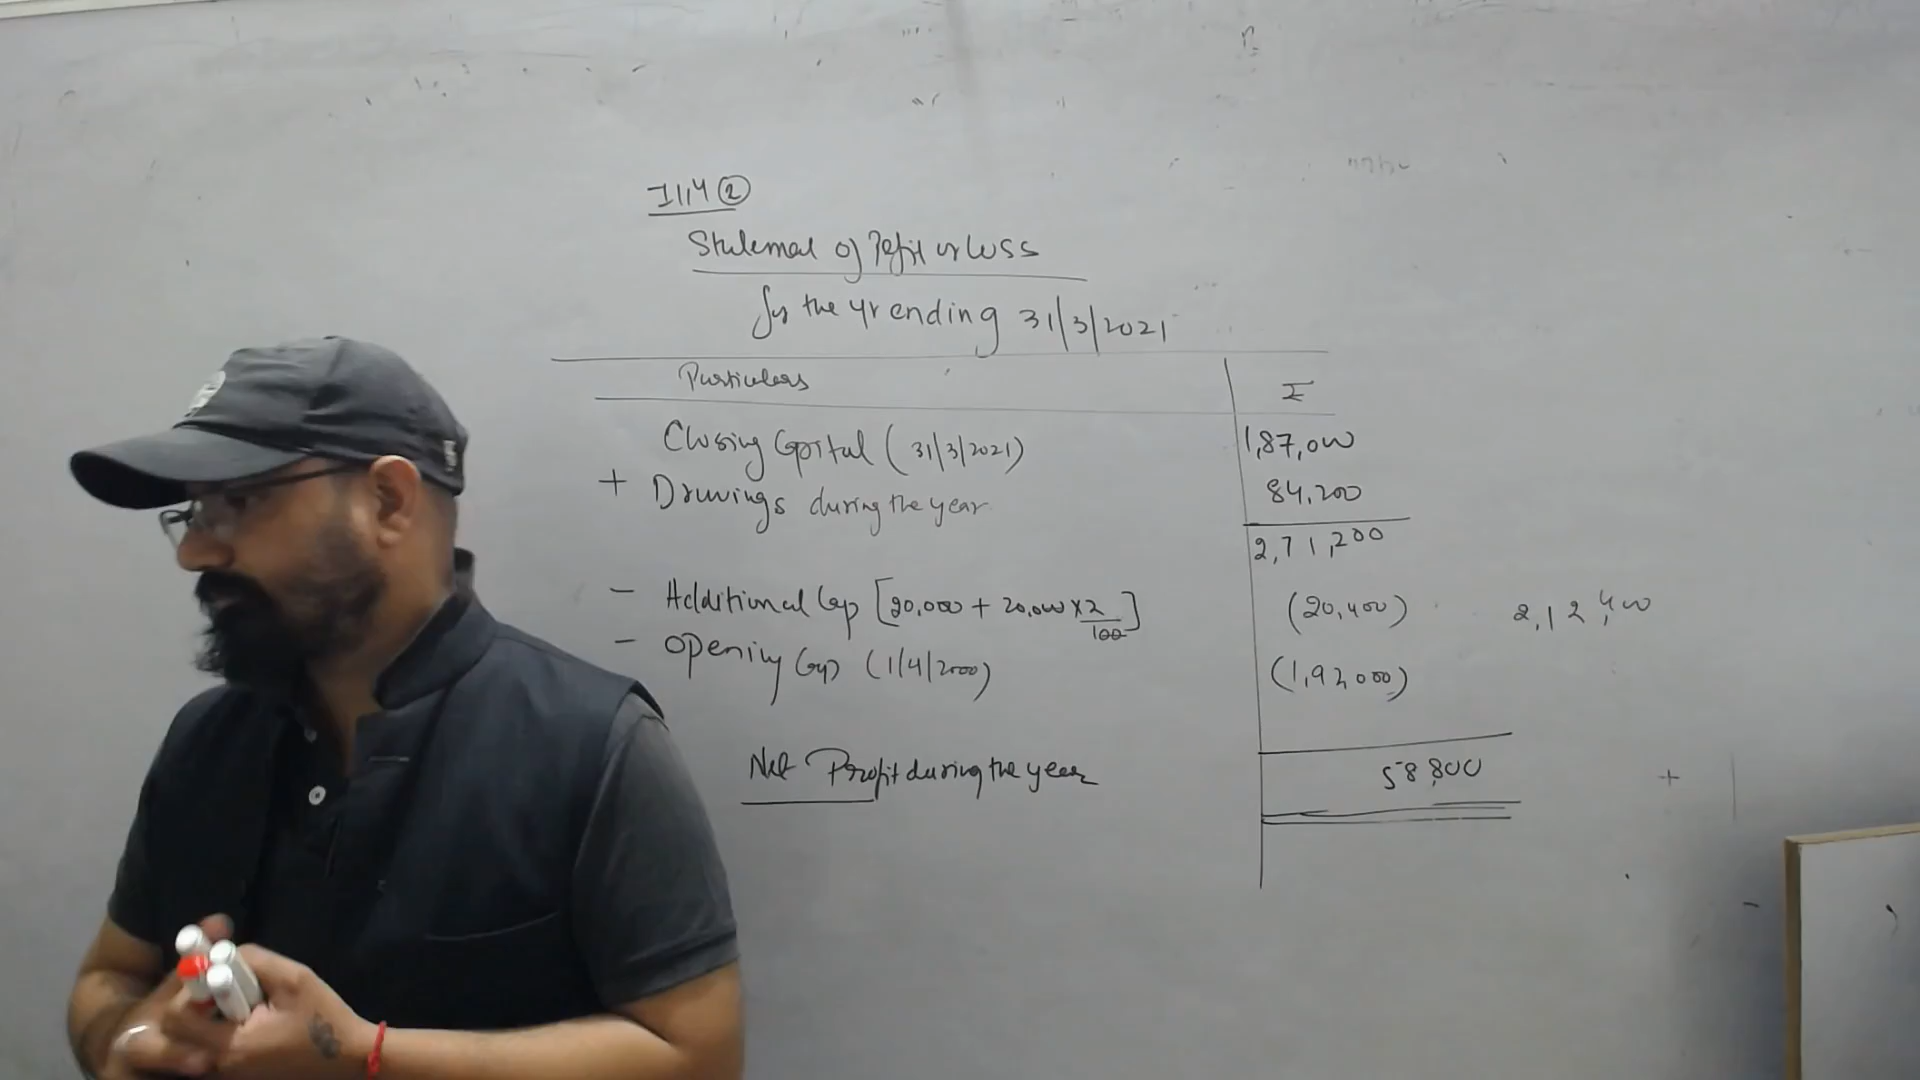 Ill,4 ②
Statement of Profit or Loss
for the yr ending 31/3/2021
Particulars ₹
Closing Capital (31/3/2021) 1,87,000
+ Drawings during the year 84,200
2,71,200
- Additional Cap [20,000 + 20,000 x 2/100] (20,400) 2,12,400
- Opening Cap (1/4/2000) (1,92000)
Net Profit during the year 58,800